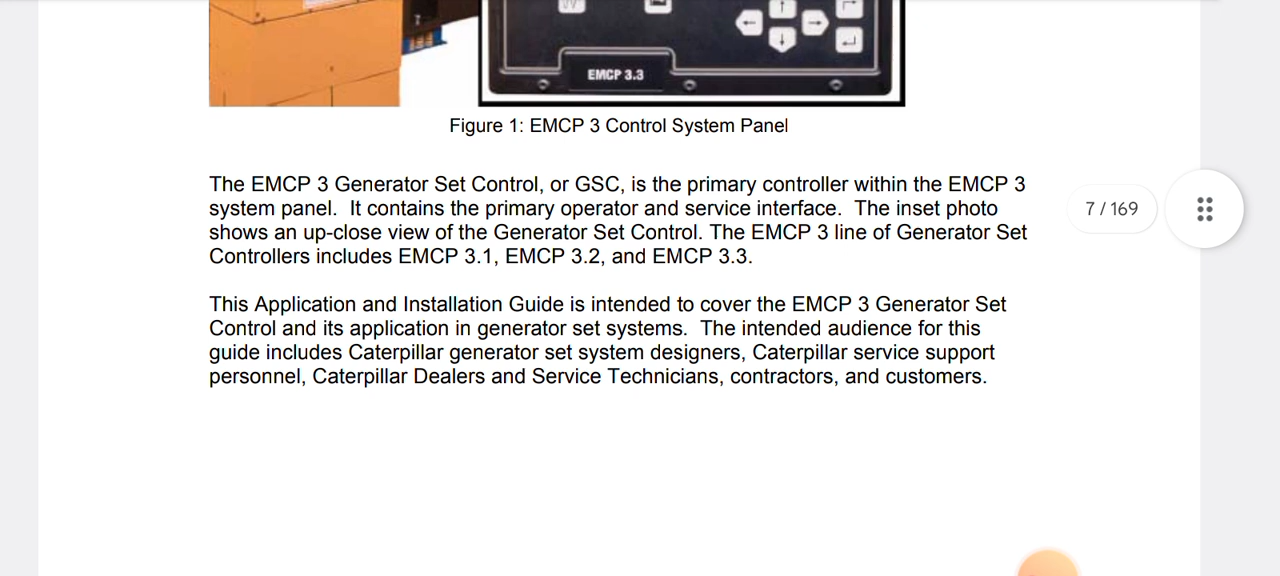 EMCP 3.3
Figure 1: EMCP 3 Control System Panel
The EMCP 3 Generator Set Control, or GSC, is the primary controller within the EMCP 3
system panel.  It contains the primary operator and service interface.  The inset photo
shows an up-close view of the Generator Set Control. The EMCP 3 line of Generator Set
Controllers includes EMCP 3.1, EMCP 3.2, and EMCP 3.3.
7 / 169
This Application and Installation Guide is intended to cover the EMCP 3 Generator Set
Control and its application in generator set systems.  The intended audience for this
guide includes Caterpillar generator set system designers, Caterpillar service support
personnel, Caterpillar Dealers and Service Technicians, contractors, and customers.